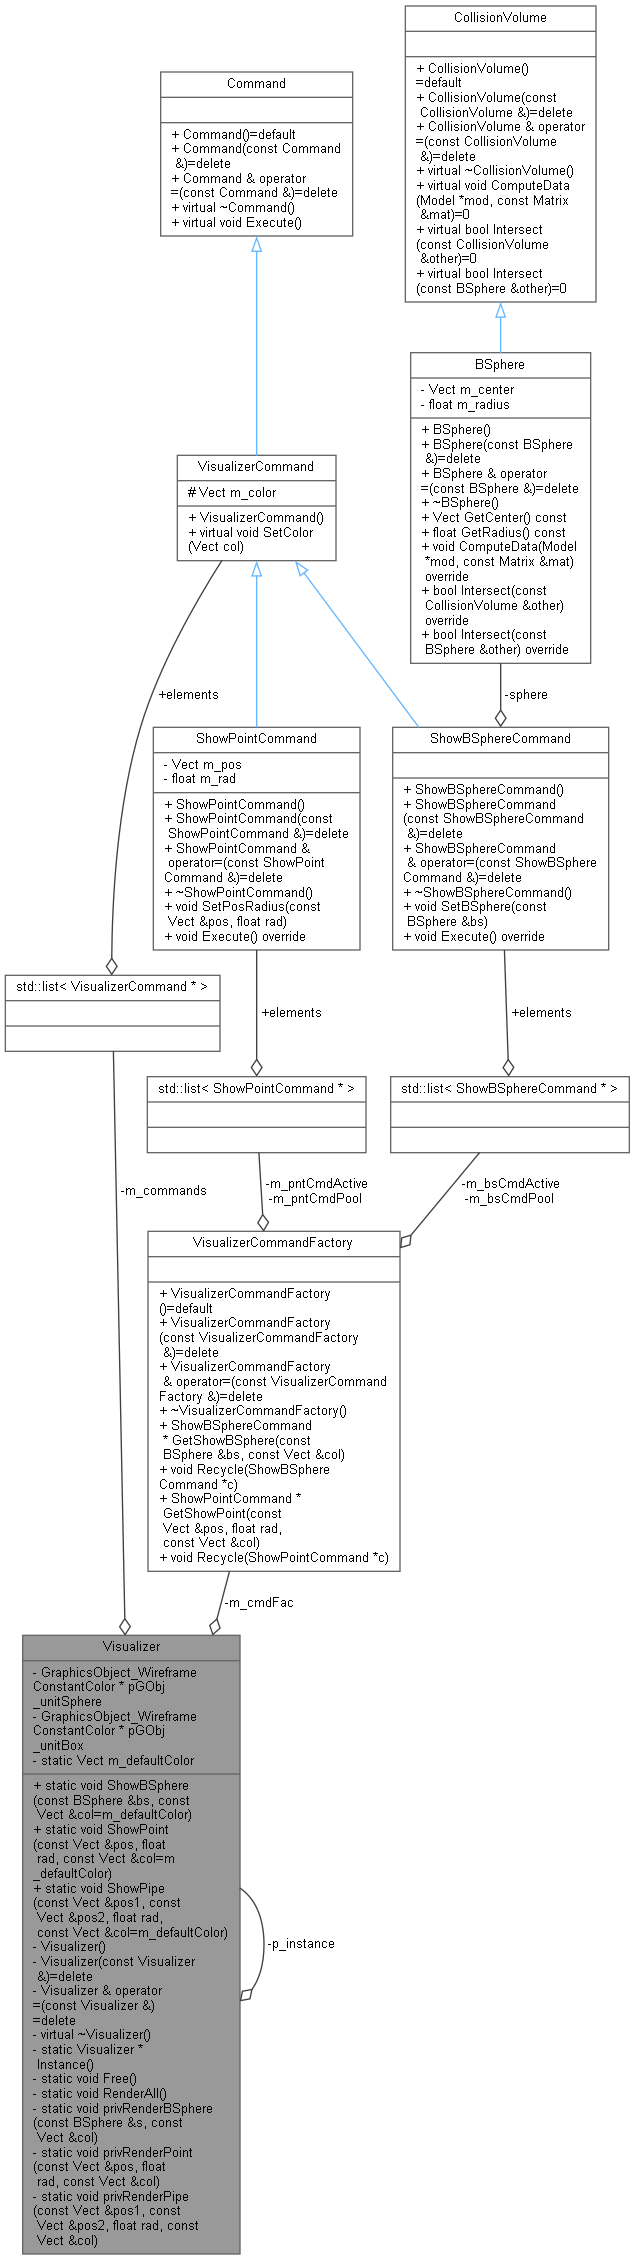 CollisionVolume
+ CollisionVolume()
=default
+ CollisionVolume(const
CollisionVolume &)=delete
+ CollisionVolume & operator
=(const CollisionVolume
&)=delete
+ virtual ~CollisionVolume()
+ virtual void ComputeData
(Model *mod, const Matrix
&mat)=0
+ virtual bool Intersect
(const CollisionVolume
&other)=0
+ virtual bool Intersect
(const BSphere &other)=0
Command
+ Command()=default
+ Command(const Command
&)=delete
+ Command & operator
=(const Command &)=delete
+ virtual ~Command()
+ virtual void Execute()
BSphere
- Vect m_center
- float m_radius
+ BSphere()
+ BSphere(const BSphere
&)=delete
+ BSphere & operator
=(const BSphere &)=delete
+ ~BSphere()
+ Vect GetCenter() const
+ float GetRadius() const
+ void ComputeData(Model
*mod, const Matrix &mat)
override
+ bool Intersect(const
CollisionVolume &other)
override
+ bool Intersect(const
BSphere &other) override
VisualizerCommand
# Vect m_color
+ VisualizerCommand()
+ virtual void SetColor
(Vect col)
+elements
-sphere
ShowPointCommand
- Vect m_pos
- float m_rad
+ ShowPointCommand()
+ ShowPointCommand(const
ShowPointCommand &)=delete
+ ShowPointCommand &
operator=(const ShowPoint
Command &)=delete
+ ~ShowPointCommand()
+ void SetPosRadius(const
Vect &pos, float rad)
+ void Execute() override
ShowBSphereCommand
+ ShowBSphereCommand()
+ ShowBSphereCommand
(const ShowBSphereCommand
&)=delete
+ ShowBSphereCommand
& operator=(const ShowBSphere
Command &)=delete
+ ~ShowBSphereCommand()
+ void SetBSphere(const
BSphere &bs)
+ void Execute() override
std::list< VisualizerCommand * >
+elements
+elements
std::list< ShowPointCommand * >
std::list< ShowBSphereCommand * >
-m_commands
-m_pntCmdActive
-m_pntCmdPool
-m_bsCmdActive
-m_bsCmdPool
VisualizerCommandFactory
+ VisualizerCommandFactory
()=default
+ VisualizerCommandFactory
(const VisualizerCommandFactory
&)=delete
+ VisualizerCommandFactory
& operator=(const VisualizerCommand
Factory &)=delete
+ ~VisualizerCommandFactory()
+ ShowBSphereCommand
* GetShowBSphere(const
BSphere &bs, const Vect &col)
+ void Recycle(ShowBSphere
Command *c)
+ ShowPointCommand *
GetShowPoint(const
Vect &pos, float rad,
const Vect &col)
+ void Recycle(ShowPointCommand *c)
-m_cmdFac
Visualizer
- GraphicsObject_Wireframe
ConstantColor * pGObj
_unitSphere
- GraphicsObject_Wireframe
ConstantColor * pGObj
_unitBox
- static Vect m_defaultColor
+ static void ShowBSphere
(const BSphere &bs, const
Vect &col=m_defaultColor)
+ static void ShowPoint
(const Vect &pos, float
rad, const Vect &col=m
_defaultColor)
+ static void ShowPipe
(const Vect &pos1, const
Vect &pos2, float rad,
const Vect &col=m_defaultColor)
- Visualizer()
- Visualizer(const Visualizer
&)=delete
- Visualizer & operator
=(const Visualizer &)
=delete
- virtual ~Visualizer()
- static Visualizer *
Instance()
- static void Free()
- static void RenderAll()
- static void privRenderBSphere
(const BSphere &s, const
Vect &col)
- static void privRenderPoint
(const Vect &pos, float
rad, const Vect &col)
- static void privRenderPipe
(const Vect &pos1, const
Vect &pos2, float rad, const
Vect &col)
-p_instance